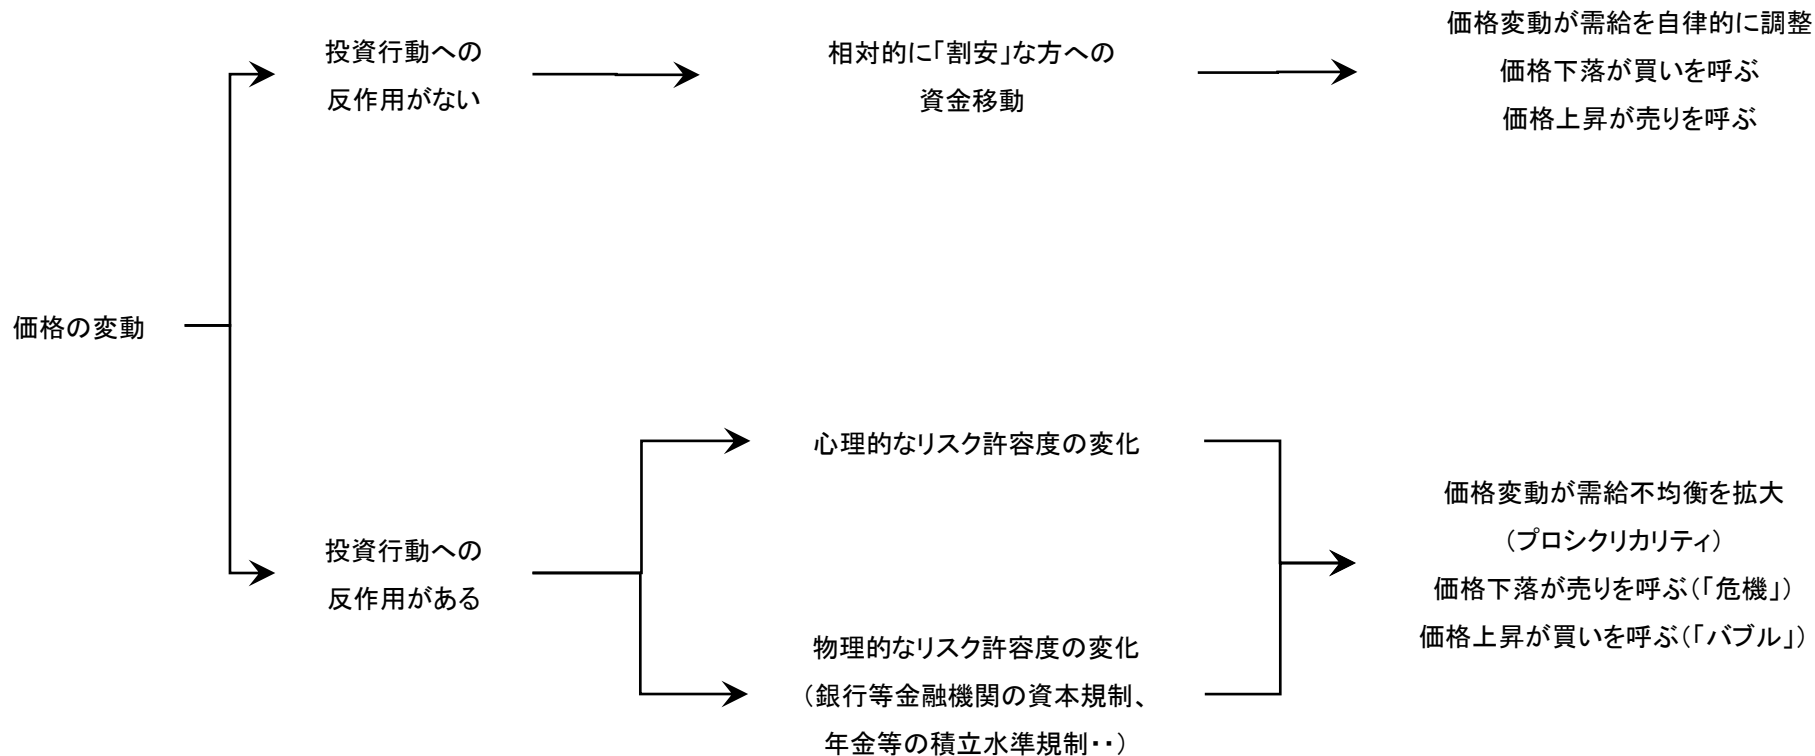 価格の変動
投資行動への
反作用がない
相対的に「割安」な方への
資金移動
価格変動が需給を自律的に調整
価格下落が買いを呼ぶ
価格上昇が売りを呼ぶ
投資行動への
反作用がある
心理的なリスク許容度の変化
物理的なリスク許容度の変化
（銀行等金融機関の資本規制、
年金等の積立水準規制・・）
価格変動が需給不均衡を拡大
（プロシクリカリティ）
価格下落が売りを呼ぶ（「危機」）
価格上昇が買いを呼ぶ（「バブル」）